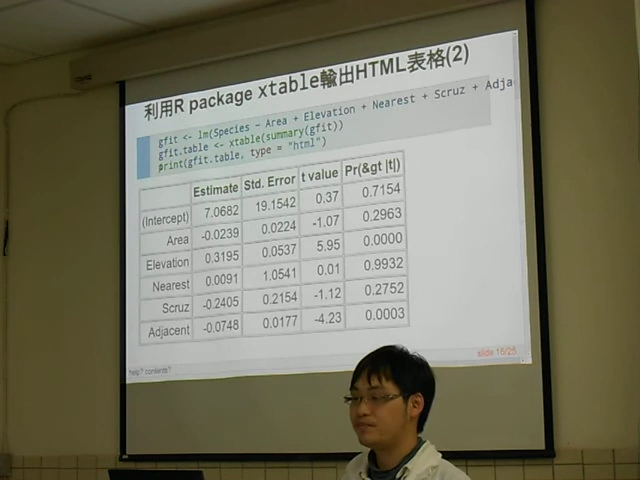 利用R package xtable輸出HTML表格(2)
gfit <- lm(Species ~ Area + Elevation + Nearest + Scruz + Adja
gfit.table <- xtable(summary(gfit))
print(gfit.table, type = "html")
Estimate Std. Error t value Pr(&gt |t|)
(Intercept) 7.0682 19.1542 0.37 0.7154
Area -0.0239 0.0224 -1.07 0.2963
Elevation 0.3195 0.0537 5.95 0.0000
Nearest 0.0091 1.0541 0.01 0.9932
Scruz -0.2405 0.2154 -1.12 0.2752
Adjacent -0.0748 0.0177 -4.23 0.0003
help? contents?
slide 16/25